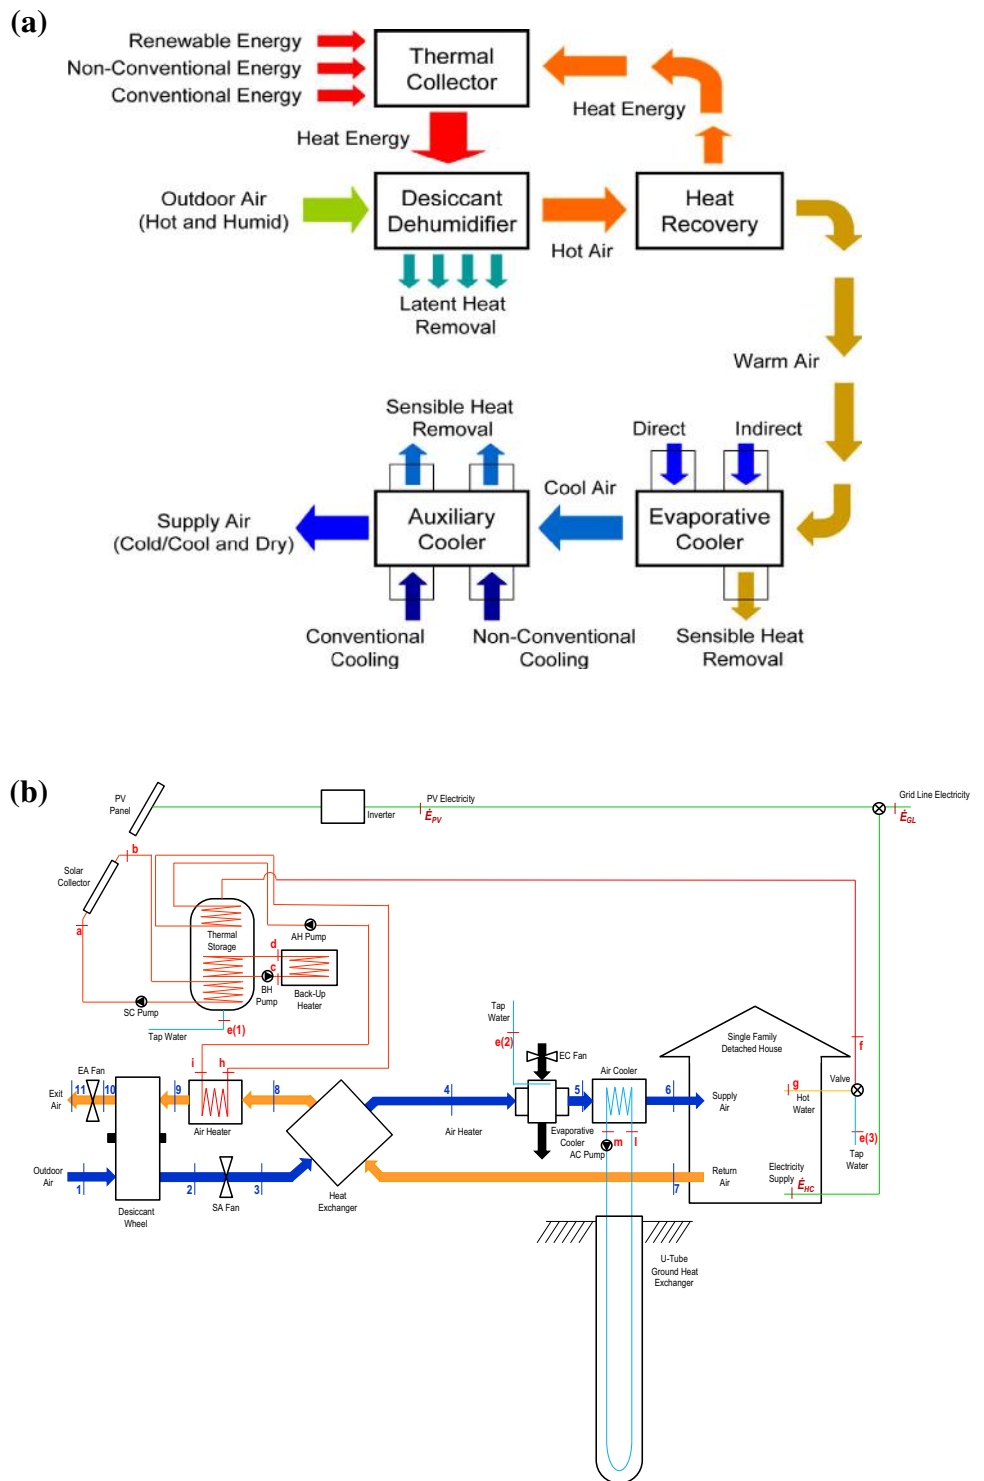 (a)
Renewable Energy
Non-Conventional Energy
Conventional Energy
Thermal
Collector
Heat Energy
Heat Energy
Outdoor Air
(Hot and Humid)
Desiccant
Dehumidifier
Hot Air
Heat
Recovery
Latent Heat
Removal
Warm Air
Sensible Heat
Removal
Direct
Indirect
Supply Air
(Cold/Cool and Dry)
Auxiliary
Cooler
Cool Air
Evaporative
Cooler
Conventional
Cooling
Non-Conventional
Cooling
Sensible Heat
Removal
(b)
PV
Panel
Inverter
PV Electricity
Ė_PV
Grid Line Electricity
Ė_GL
b
Solar
Collector
a
Thermal
Storage
AH Pump
d
c
BH
Pump
Back-Up
Heater
SC Pump
Tap Water
e(1)
Tap
Water
e(2)
EC Fan
Single Family
Detached House
f
EA Fan
i
h
11
10
9
8
4
5
Air Cooler
6
Exit
Air
Air Heater
Air Heater
Evaporative
Cooler
AC Pump
m
l
Supply
Air
g
Hot
Water
Valve
e(3)
Tap
Water
Outdoor
Air
1
2
3
7
Return
Air
Electricity
Supply
Ė_HC
Desiccant
Wheel
SA Fan
Heat
Exchanger
U-Tube
Ground Heat
Exchanger